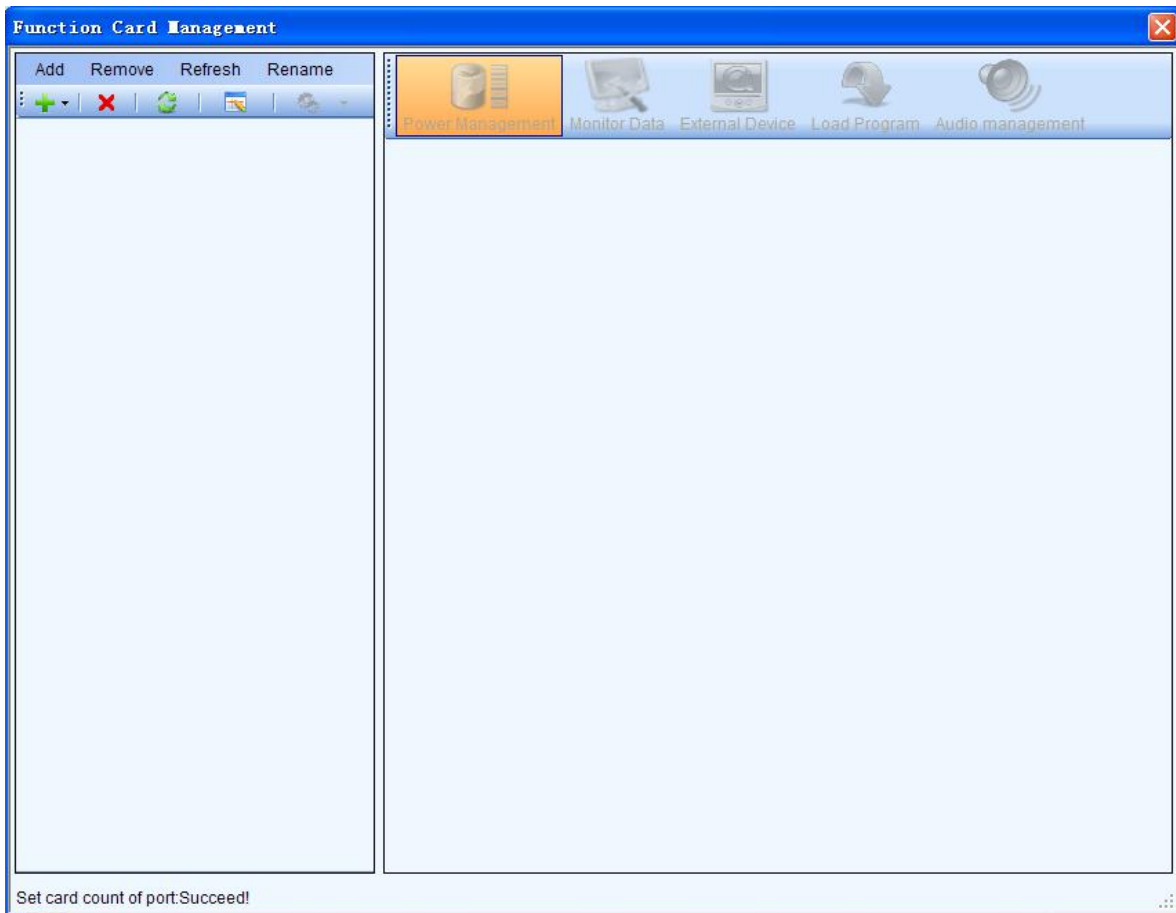 Function Card Management
Add Remove Refresh Rename
Power Management Monitor Data External Device Load Program Audio management
Set card count of port:Succeed!